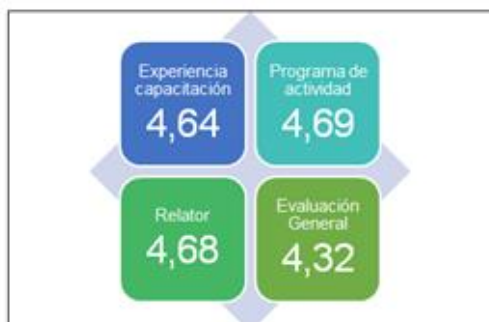 Experiencia
capacitación
4,64
Programa de
actividad
4,69
Relator
4,68
Evaluación
General
4,32